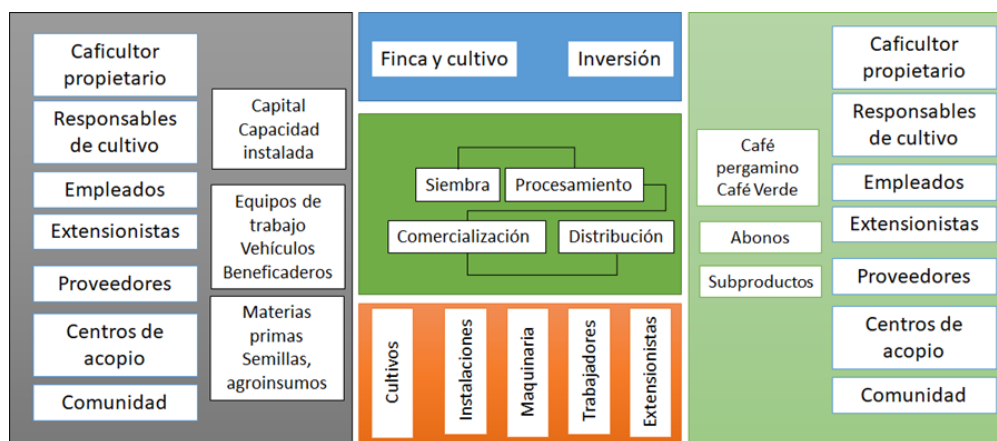 Caficultor
propietario
Responsables
de cultivo
Empleados
Extensionistas
Proveedores
Centros de
acopio
Comunidad
Capital
Capacidad
instalada
Equipos de
trabajo
Vehículos
Beneficaderos
Materias
primas
Semillas,
agroinsumos
Finca y cultivo
Inversión
Siembra
Procesamiento
Comercialización
Distribución
Cultivos
Instalaciones
Maquinaria
Trabajadores
Extensionistas
Café
pergamino
Café Verde
Abonos
Subproductos
Caficultor
propietario
Responsables
de cultivo
Empleados
Extensionistas
Proveedores
Centros de
acopio
Comunidad